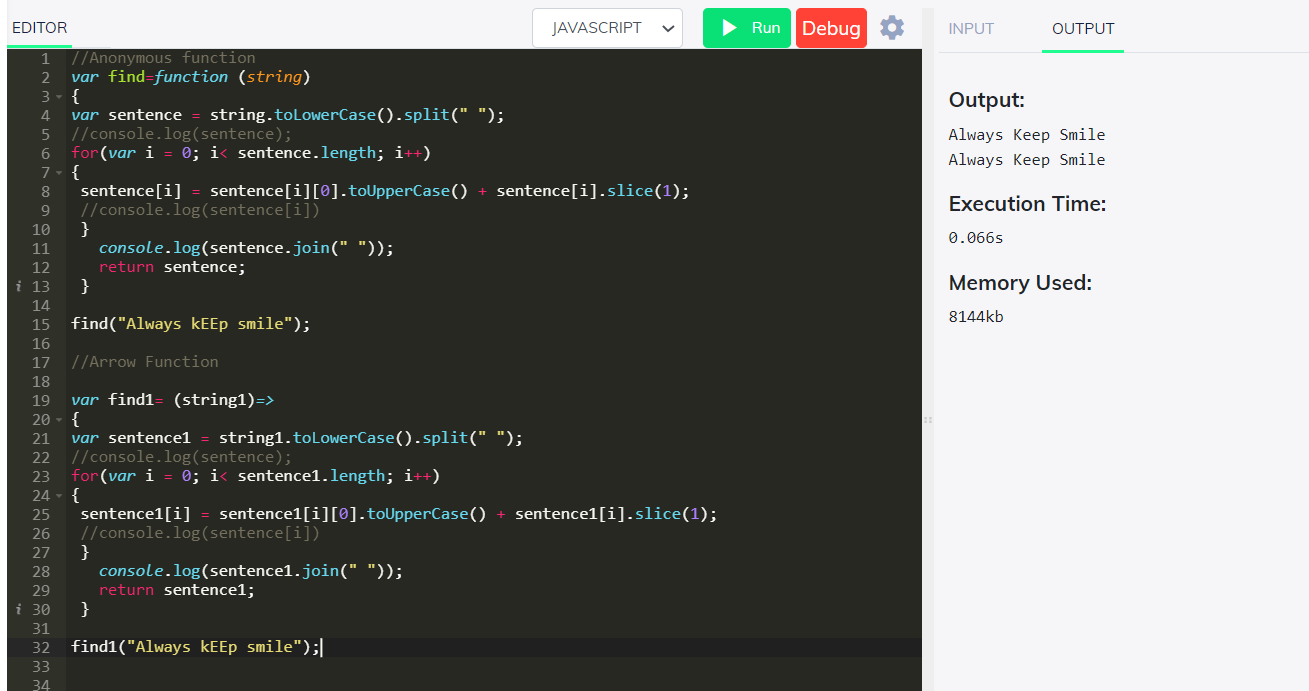 EDITOR
JAVASCRIPT
Run
Debug
INPUT
OUTPUT
1 //Anonymous function
2 var find=function (string)
3 {
4 var sentence = string.toLowerCase().split(" ");
5 //console.log(sentence);
6 for(var i = 0; i< sentence.length; i++)
7 {
8 sentence[i] = sentence[i][0].toUpperCase() + sentence[i].slice(1);
9 //console.log(sentence[i])
10 }
11 console.log(sentence.join(" "));
12 return sentence;
i 13 }
14
15 find("Always kEEp smile");
16
17 //Arrow Function
18
19 var find1= (string1)=>
20 {
21 var sentence1 = string1.toLowerCase().split(" ");
22 //console.log(sentence);
23 for(var i = 0; i< sentence1.length; i++)
24 {
25 sentence1[i] = sentence1[i][0].toUpperCase() + sentence1[i].slice(1);
26 //console.log(sentence[i])
27 }
28 console.log(sentence1.join(" "));
29 return sentence1;
i 30 }
31
32 find1("Always kEEp smile");
33
34
Output:
Always Keep Smile
Always Keep Smile
Execution Time:
0.066s
Memory Used:
8144kb